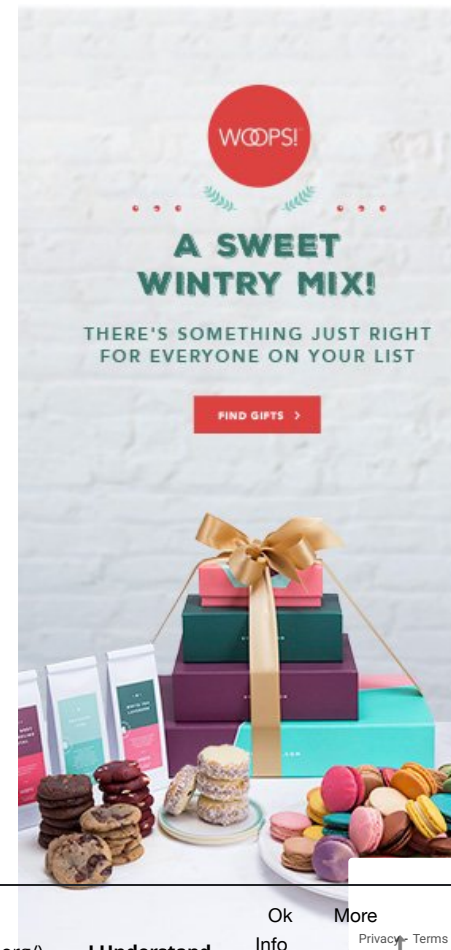 WOOPS!
A SWEET
WINTRY MIX!
THERE'S SOMETHING JUST RIGHT
FOR EVERYONE ON YOUR LIST
FIND GIFTS >
Ok More
Info
I Understand
Privacy - Terms